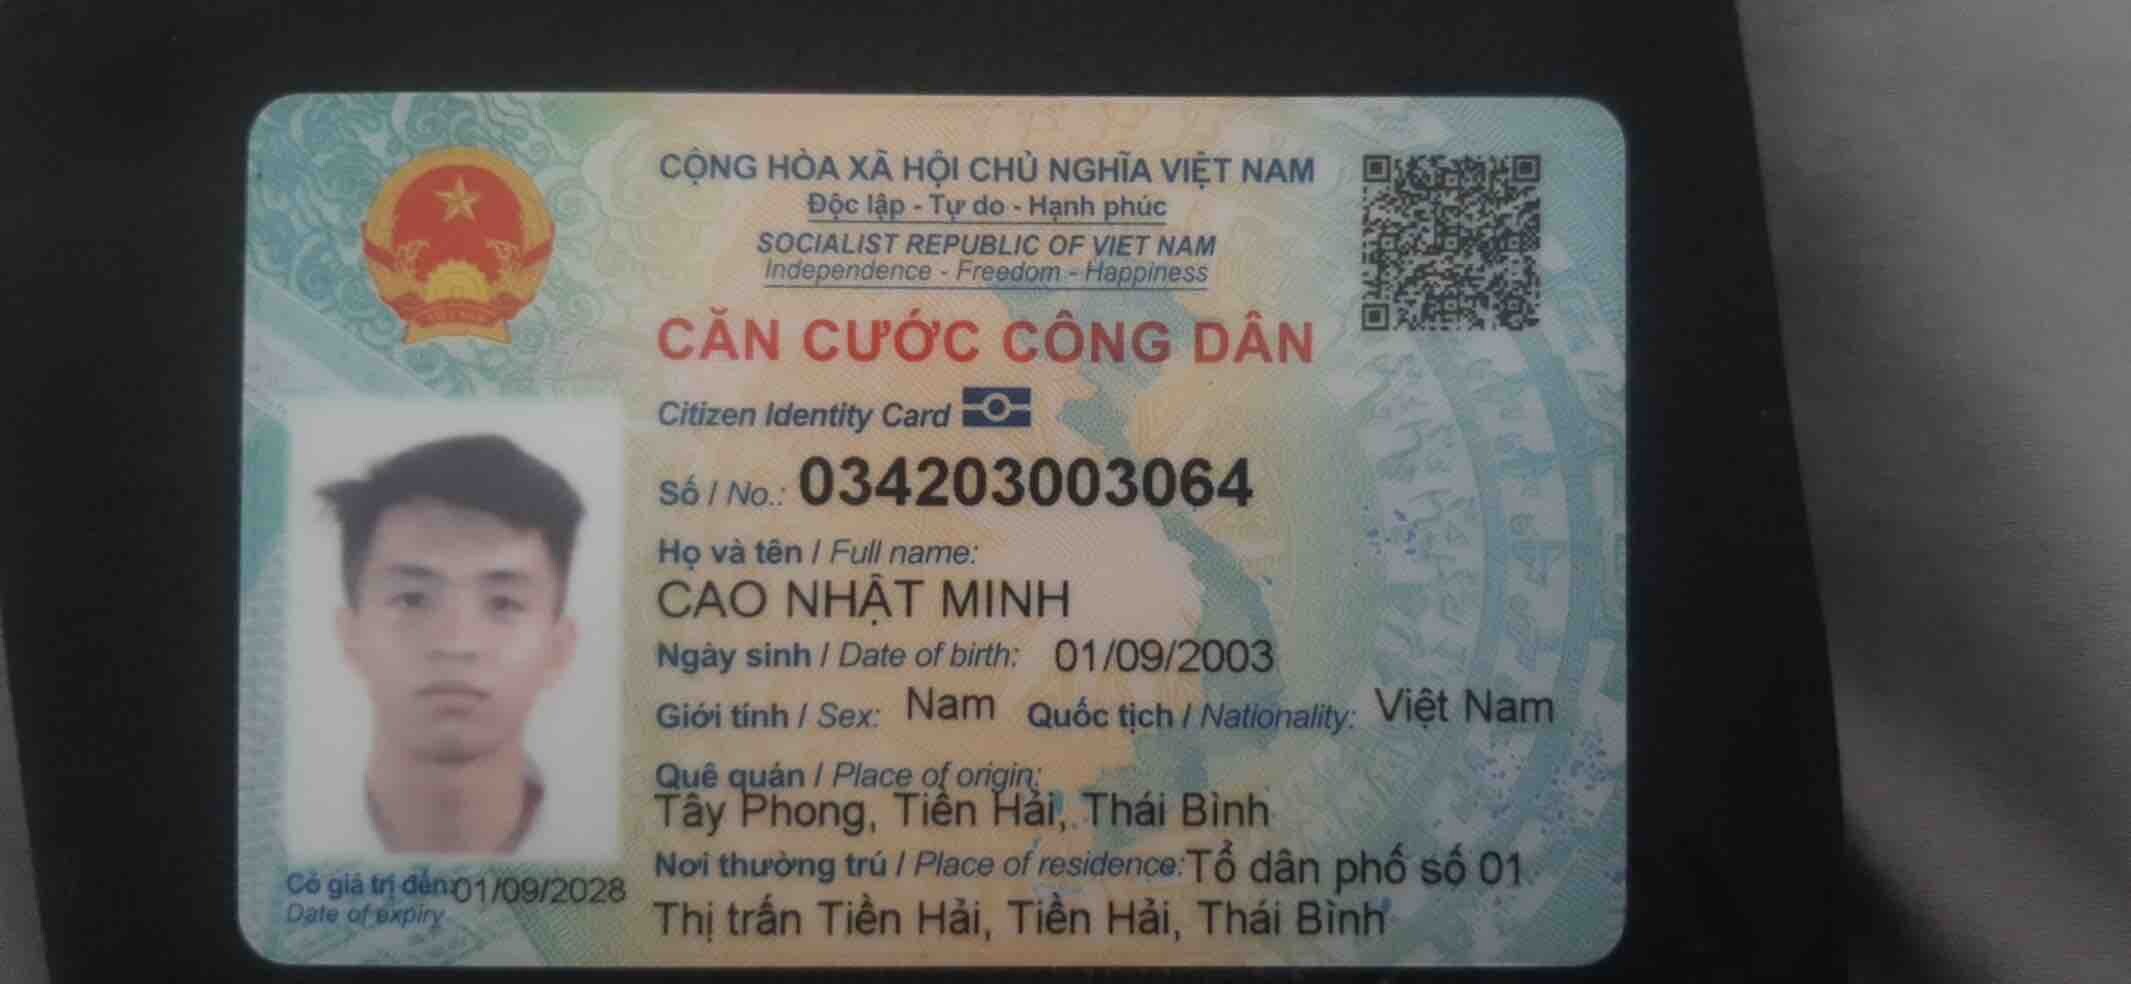 CỘNG HÒA XÃ HỘI CHỦ NGHĨA VIỆT NAM
Độc lập - Tự do - Hạnh phúc
SOCIALIST REPUBLIC OF VIET NAM
Independence - Freedom - Happiness
CĂN CƯỚC CÔNG DÂN
Citizen Identity Card
Số / No.: 034203003064
Họ và tên / Full name:
CAO NHẬT MINH
Ngày sinh / Date of birth: 01/09/2003
Giới tính / Sex: Nam Quốc tịch / Nationality: Việt Nam
Quê quán / Place of origin:
Tây Phong, Tiền Hải, Thái Bình
Nơi thường trú / Place of residence: Tổ dân phố số 01
Thị trấn Tiền Hải, Tiền Hải, Thái Bình
Có giá trị đến: 01/09/2028
Date of expiry